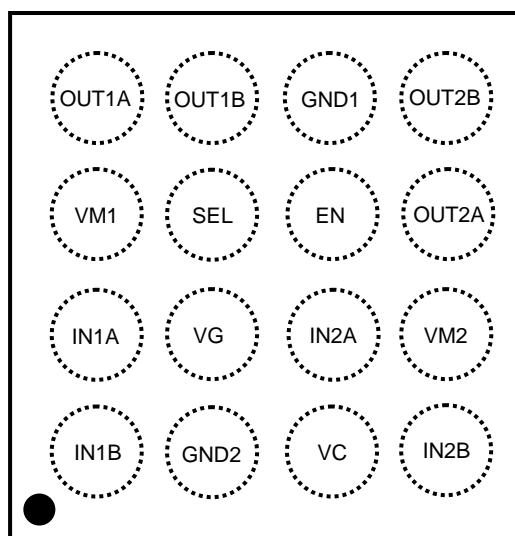 OUT1A OUT1B GND1 OUT2B
VM1 SEL EN OUT2A
IN1A VG IN2A VM2
IN1B GND2 VC IN2B